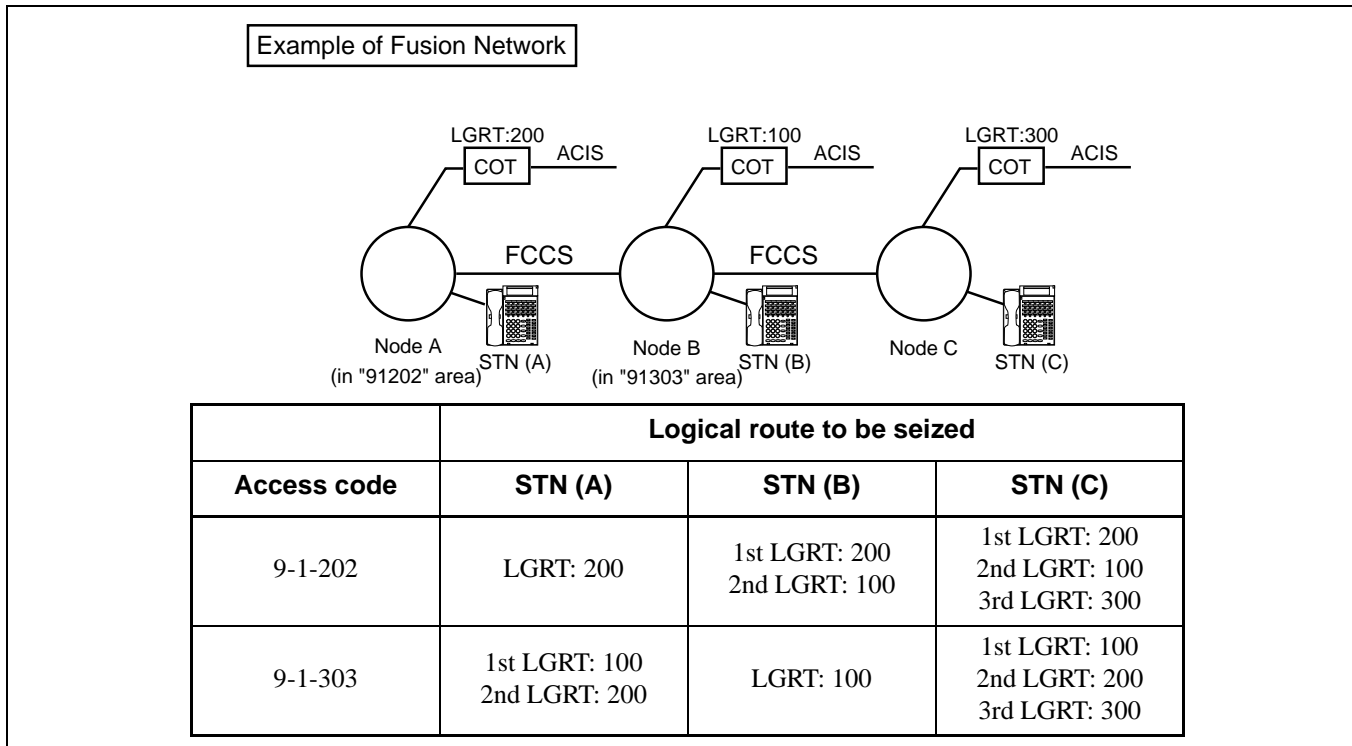 Example of Fusion Network
LGRT:200
LGRT:100
LGRT:300
COT
ACIS
COT
ACIS
COT
ACIS
FCCS
FCCS
Node A
(in "91202" area)
STN (A)
Node B
(in "91303" area)
STN (B)
Node C
STN (C)
Logical route to be seized
Access code
STN (A)
STN (B)
STN (C)
9-1-202
LGRT: 200
1st LGRT: 200
2nd LGRT: 100
1st LGRT: 200
2nd LGRT: 100
3rd LGRT: 300
9-1-303
1st LGRT: 100
2nd LGRT: 200
LGRT: 100
1st LGRT: 100
2nd LGRT: 200
3rd LGRT: 300